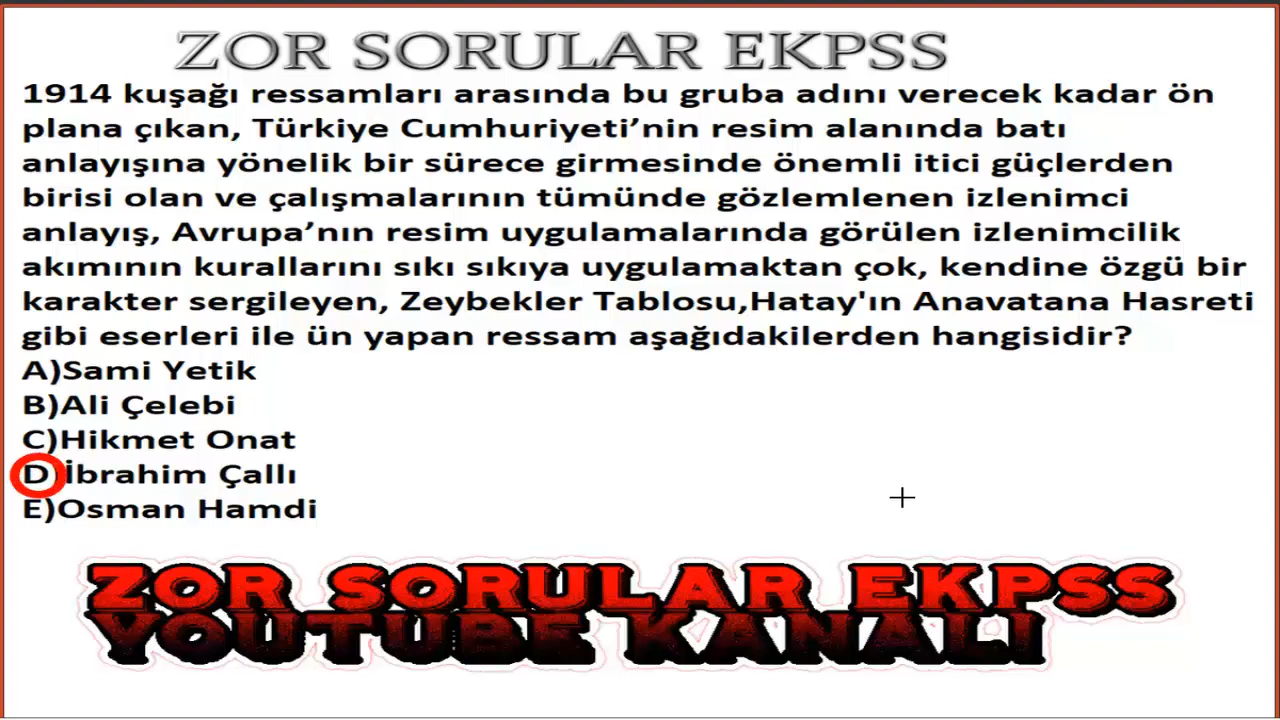 ZOR SORULAR EKPSS
1914 kuşağı ressamları arasında bu gruba adını verecek kadar ön
plana çıkan, Türkiye Cumhuriyeti’nin resim alanında batı
anlayışına yönelik bir sürece girmesinde önemli itici güçlerden
birisi olan ve çalışmalarının tümünde gözlemlenen izlenimci
anlayış, Avrupa’nın resim uygulamalarında görülen izlenimcilik
akımının kurallarını sıkı sıkıya uygulamaktan çok, kendine özgü bir
karakter sergileyen, Zeybekler Tablosu,Hatay'ın Anavatana Hasreti
gibi eserleri ile ün yapan ressam aşağıdakilerden hangisidir?
A)Sami Yetik
B)Ali Çelebi
C)Hikmet Onat
D)İbrahim Çallı
E)Osman Hamdi
ZOR SORULAR EKPSS
YOUTUBE KANALI